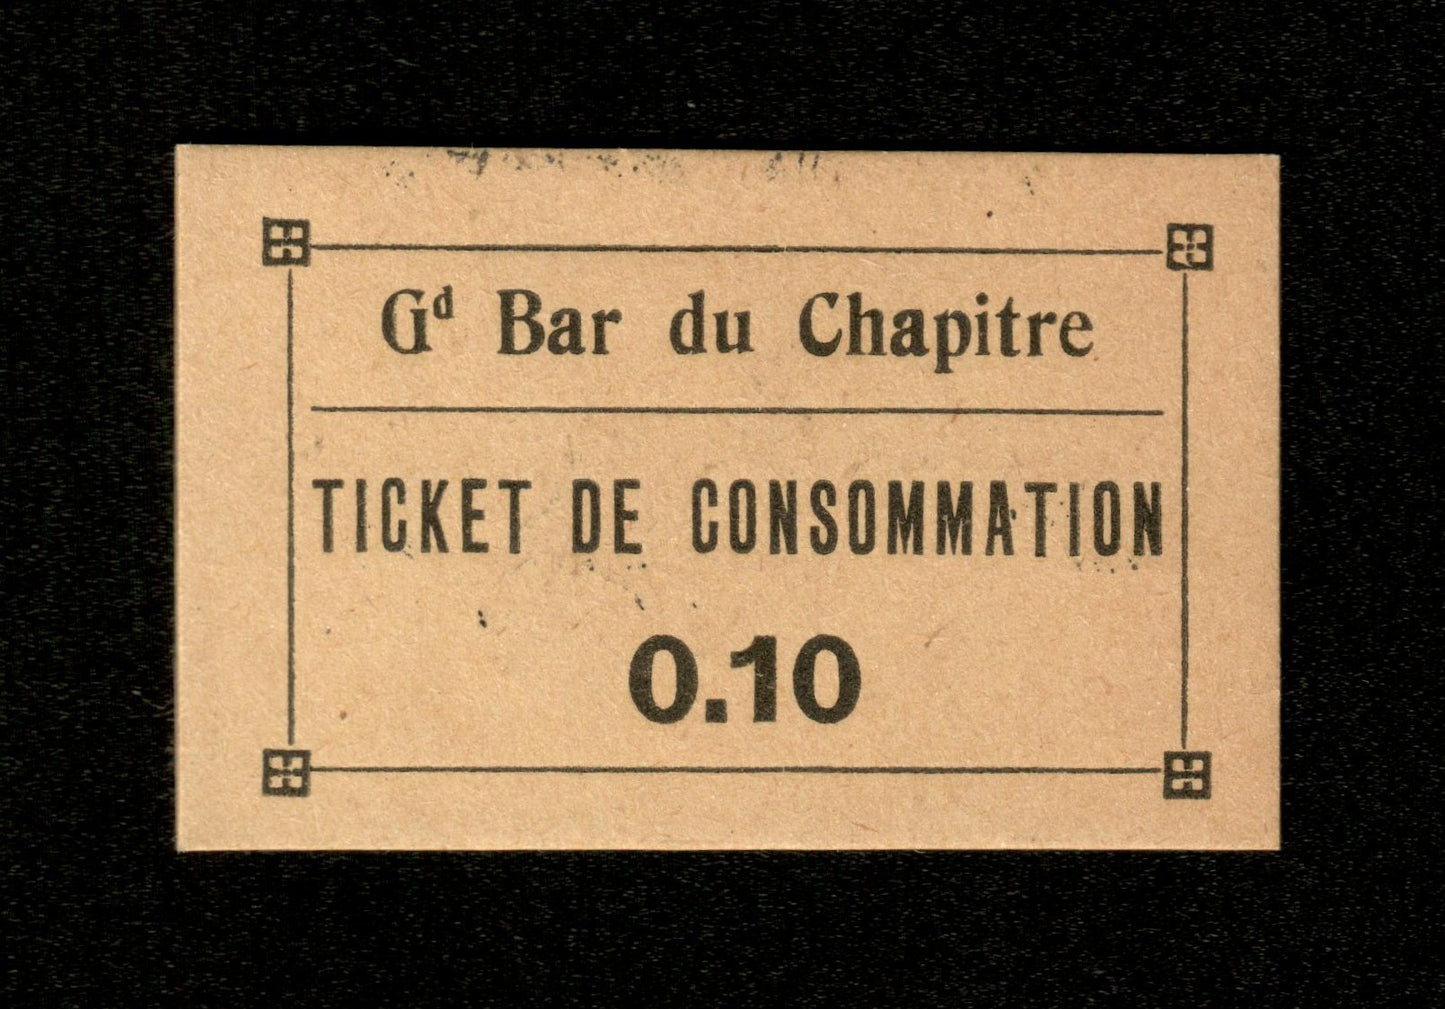 Gd Bar du Chapitre
TICKET DE CONSOMMATION
0.10